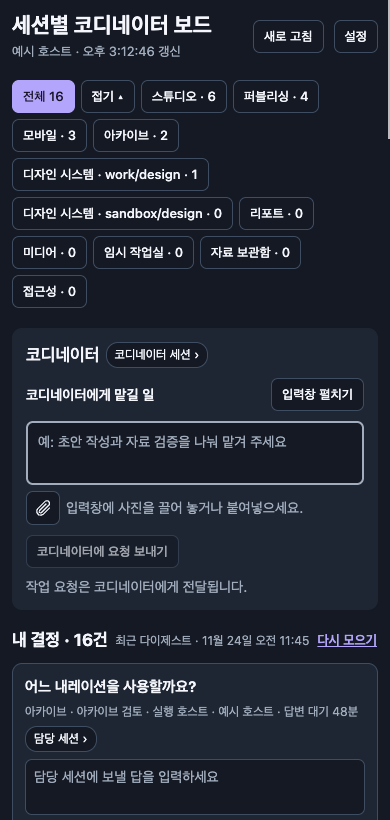 세션별 코디네이터 보드
예시 호스트 · 오후 3:12:46 갱신
새로 고침
설정
전체 16
접기 ▴
스튜디오 · 6
퍼블리싱 · 4
모바일 · 3
아카이브 · 2
디자인 시스템 · work/design · 1
디자인 시스템 · sandbox/design · 0
리포트 · 0
미디어 · 0
임시 작업실 · 0
자료 보관함 · 0
접근성 · 0
코디네이터
코디네이터 세션 ›
코디네이터에게 맡길 일
입력창 펼치기
예: 초안 작성과 자료 검증을 나눠 맡겨 주세요
입력창에 사진을 끌어 놓거나 붙여넣으세요.
코디네이터에 요청 보내기
작업 요청은 코디네이터에게 전달됩니다.
내 결정 · 16건
최근 다이제스트 · 11월 24일 오전 11:45
다시 모으기
어느 내레이션을 사용할까요?
아카이브 · 아카이브 검토 · 실행 호스트 · 예시 호스트 · 답변 대기 48분
담당 세션 ›
담당 세션에 보낼 답을 입력하세요